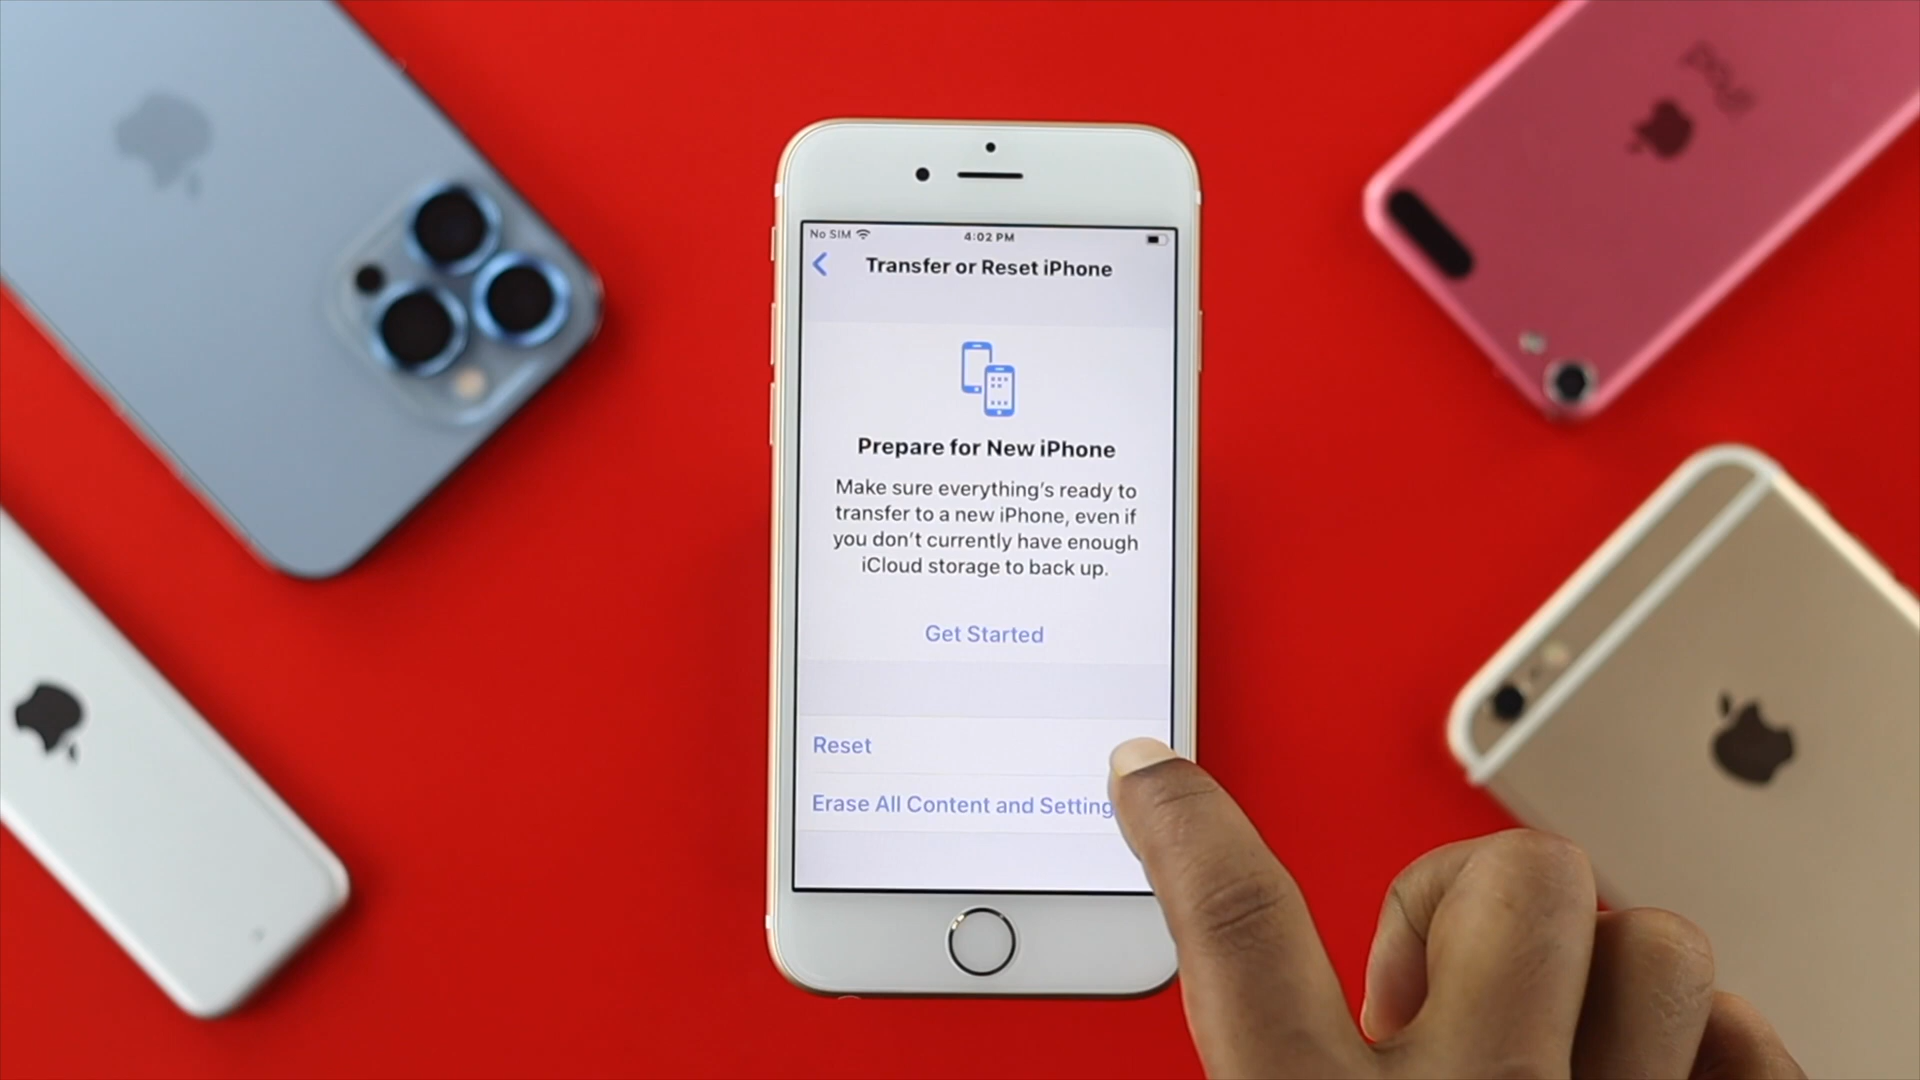 iPod
No SIM
4:02 PM
Transfer or Reset iPhone
Prepare for New iPhone
Make sure everything's ready to
transfer to a new iPhone, even if
you don't currently have enough
iCloud storage to back up.
Get Started
Reset
Erase All Content and Setting